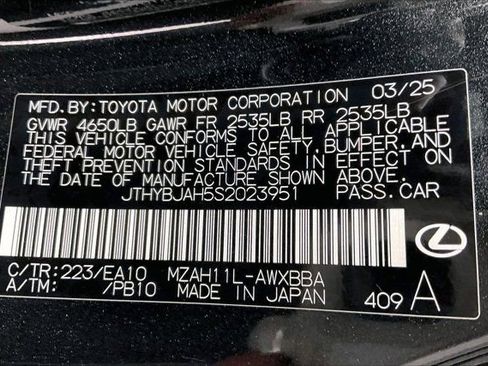 MFD.BY:TOYOTA MOTOR CORPORATION 03/25
GVWR 4650LB GAWR FR 2535LB RR 2535LB
THIS VEHICLE CONFORMS TO ALL APPLICABLE
FEDERAL MOTOR VEHICLE SAFETY,BUMPER,AND
THEFT PREVENTION STANDARDS IN EFFECT ON
THE DATE OF MANUFACTURE SHOWN ABOVE.
JTHYBJAH5S2023951 PASS.CAR
C/TR:223/EA10 MZAH11L-AWXBBA
A/TM: /PB10 MADE IN JAPAN 409 A